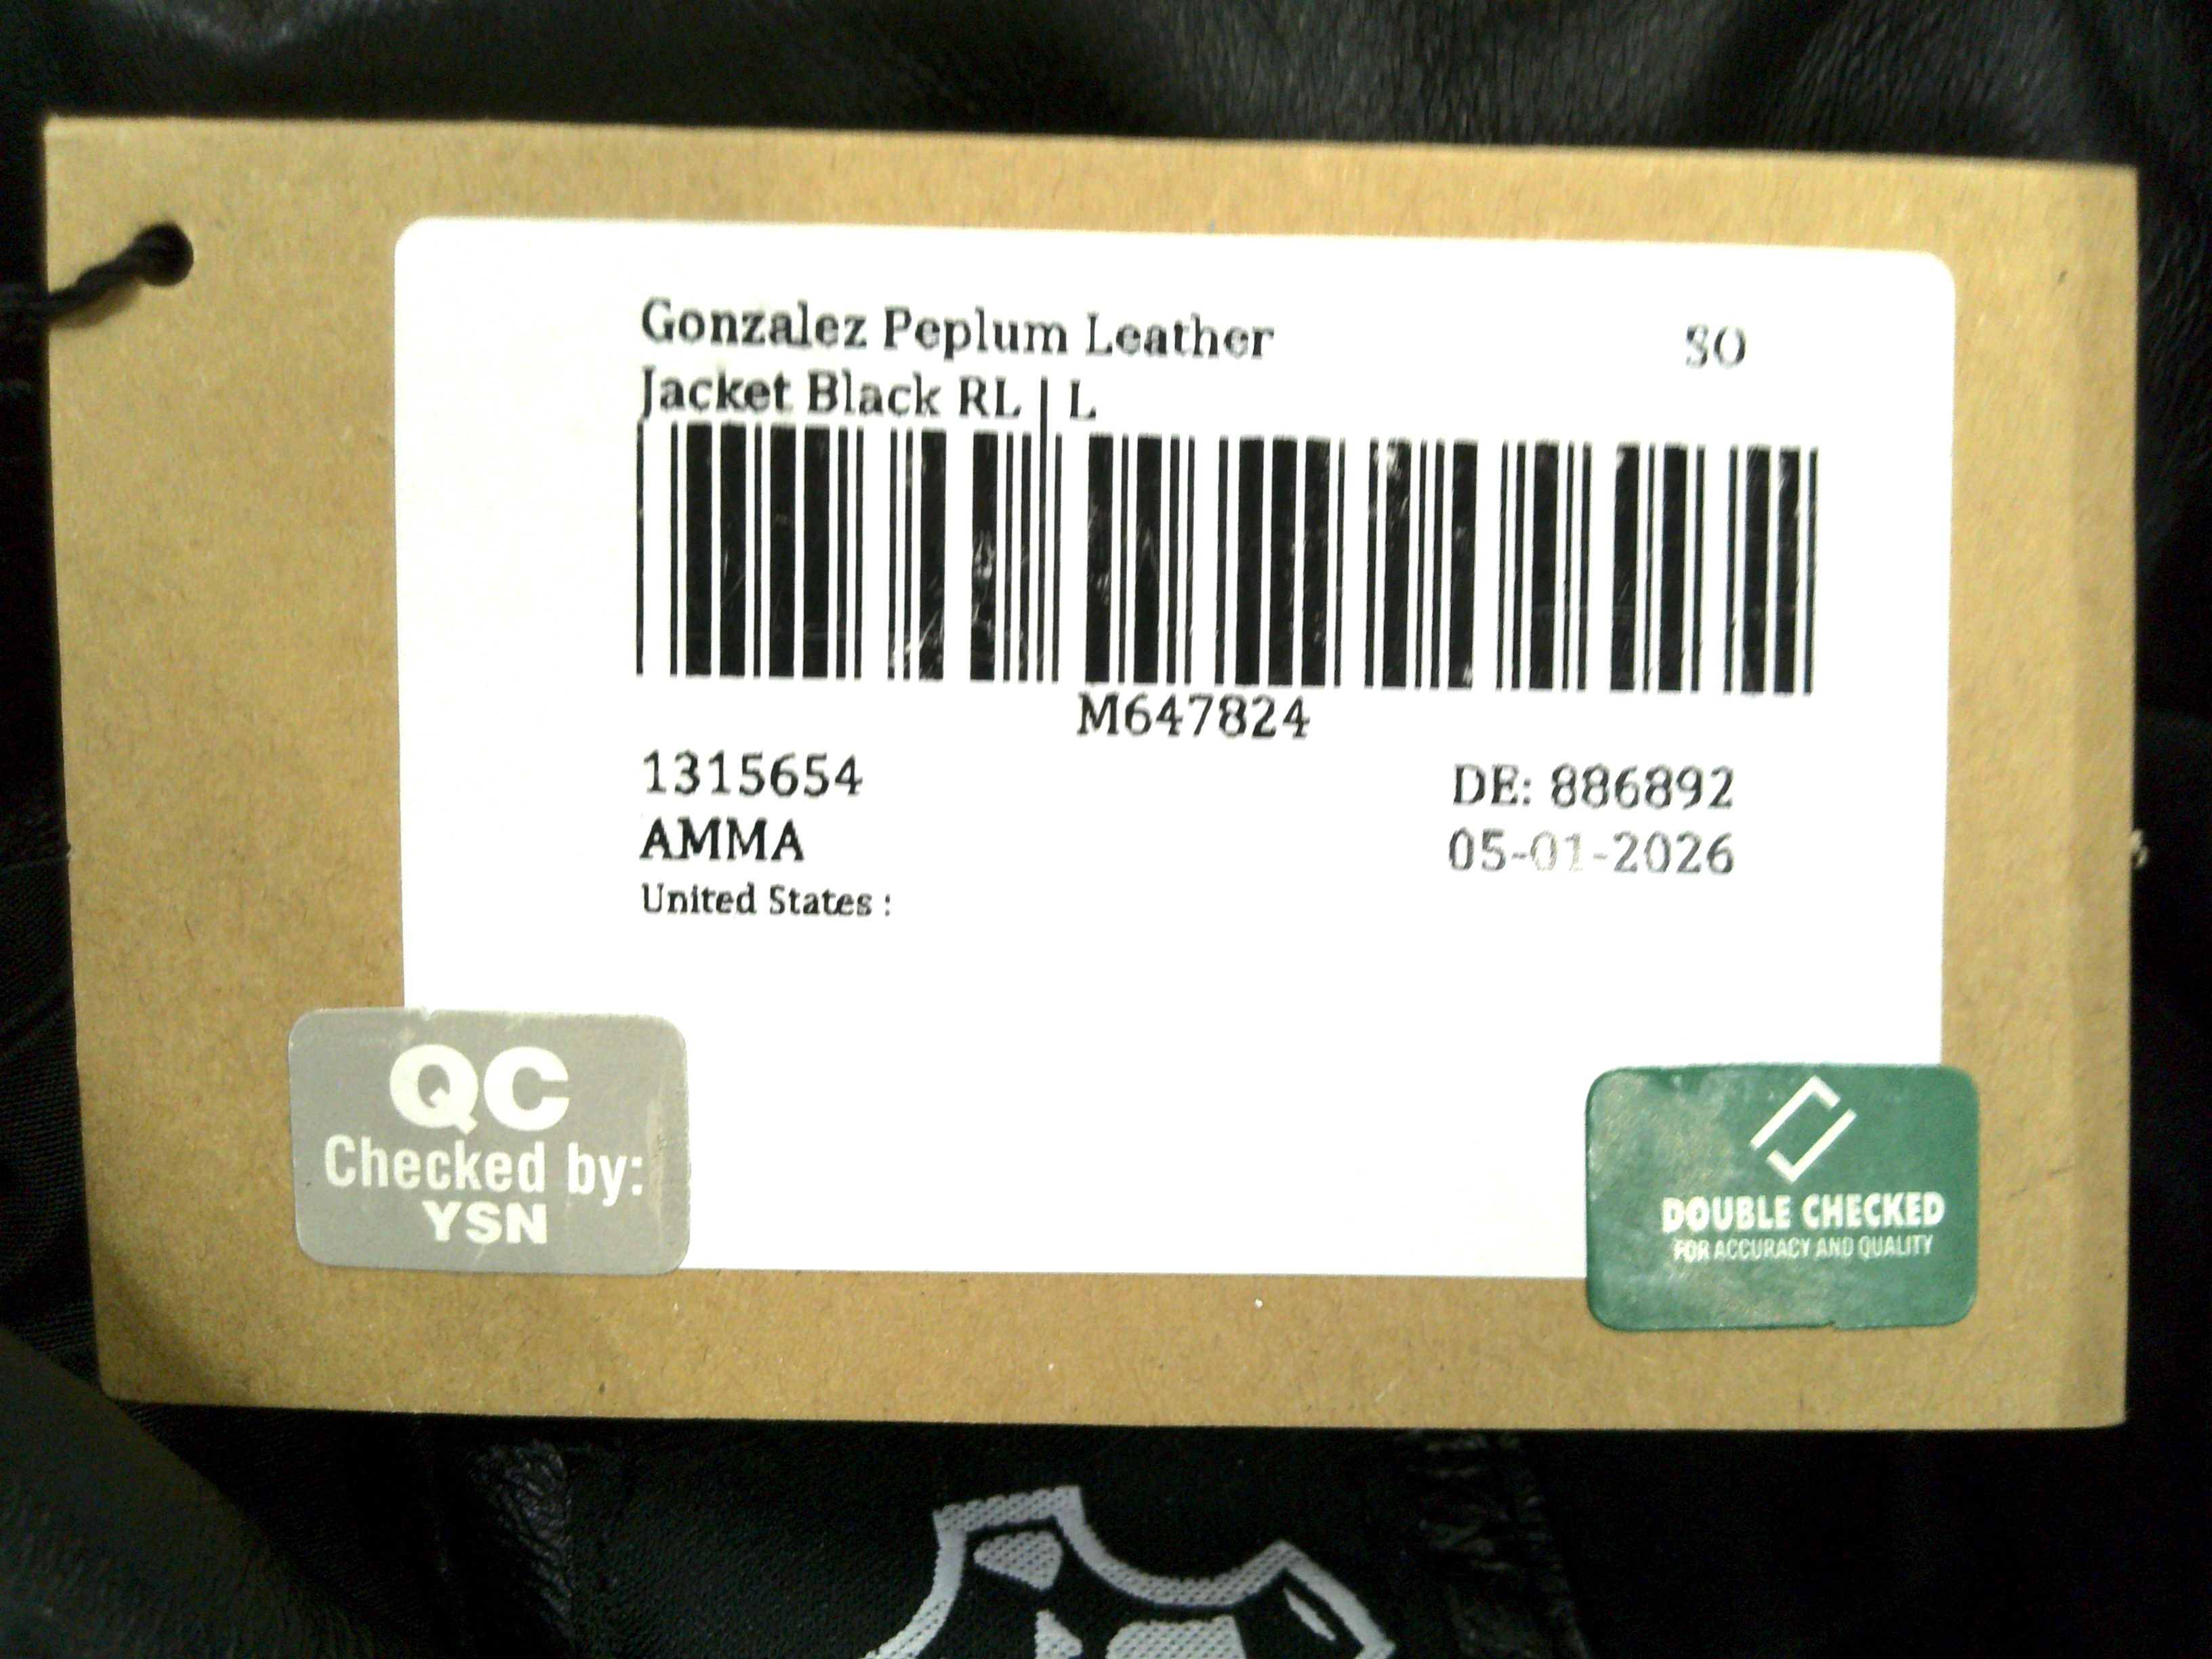 Gonzalez Peplum Leather
SO
Jacket Black RL | L
M647824
1315654
DE: 886892
AMMA
05-01-2026
United States :
QC
Checked by:
YSN
DOUBLE CHECKED
FOR ACCURACY AND QUALITY